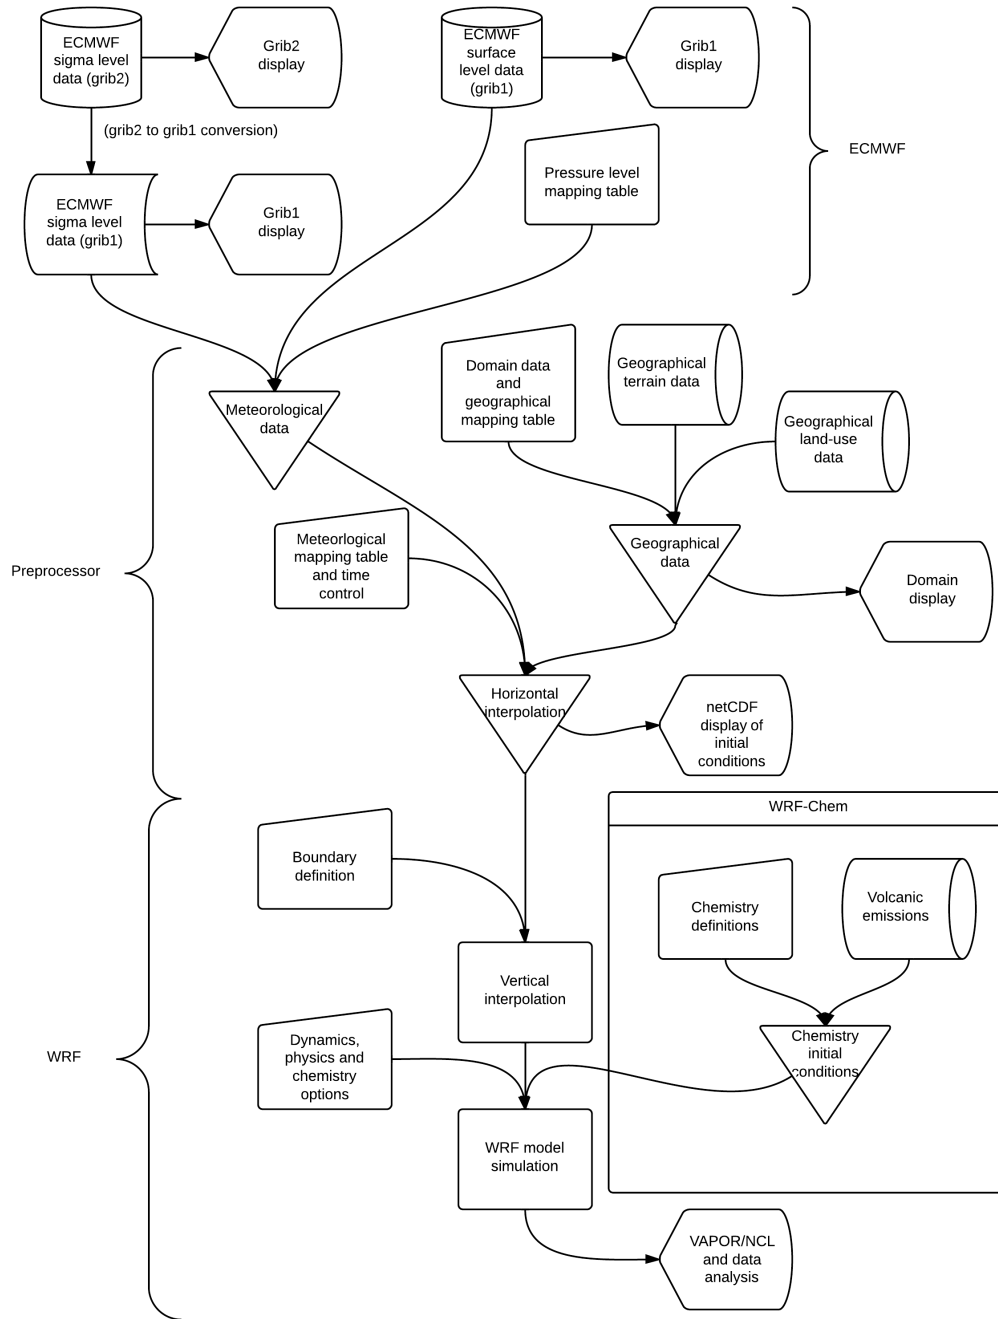 ECMWF
sigma level
data (grib2)
Grib2
display
ECMWF
surface
level data
(grib1)
Grib1
display
(grib2 to grib1 conversion)
ECMWF
Pressure level
mapping table
ECMWF
sigma level
data (grib1)
Grib1
display
Domain data
and
geographical
mapping table
Geographical
terrain data
Geographical
land-use
data
Meteorological
data
Meteorlogical
mapping table
and time
control
Geographical
data
Preprocessor
Domain
display
Horizontal
interpolation
netCDF
display of
initial
conditions
WRF-Chem
Boundary
definition
Chemistry
definitions
Volcanic
emissions
Vertical
interpolation
WRF
Dynamics,
physics and
chemistry
options
Chemistry
initial
conditions
WRF model
simulation
VAPOR/NCL
and data
analysis